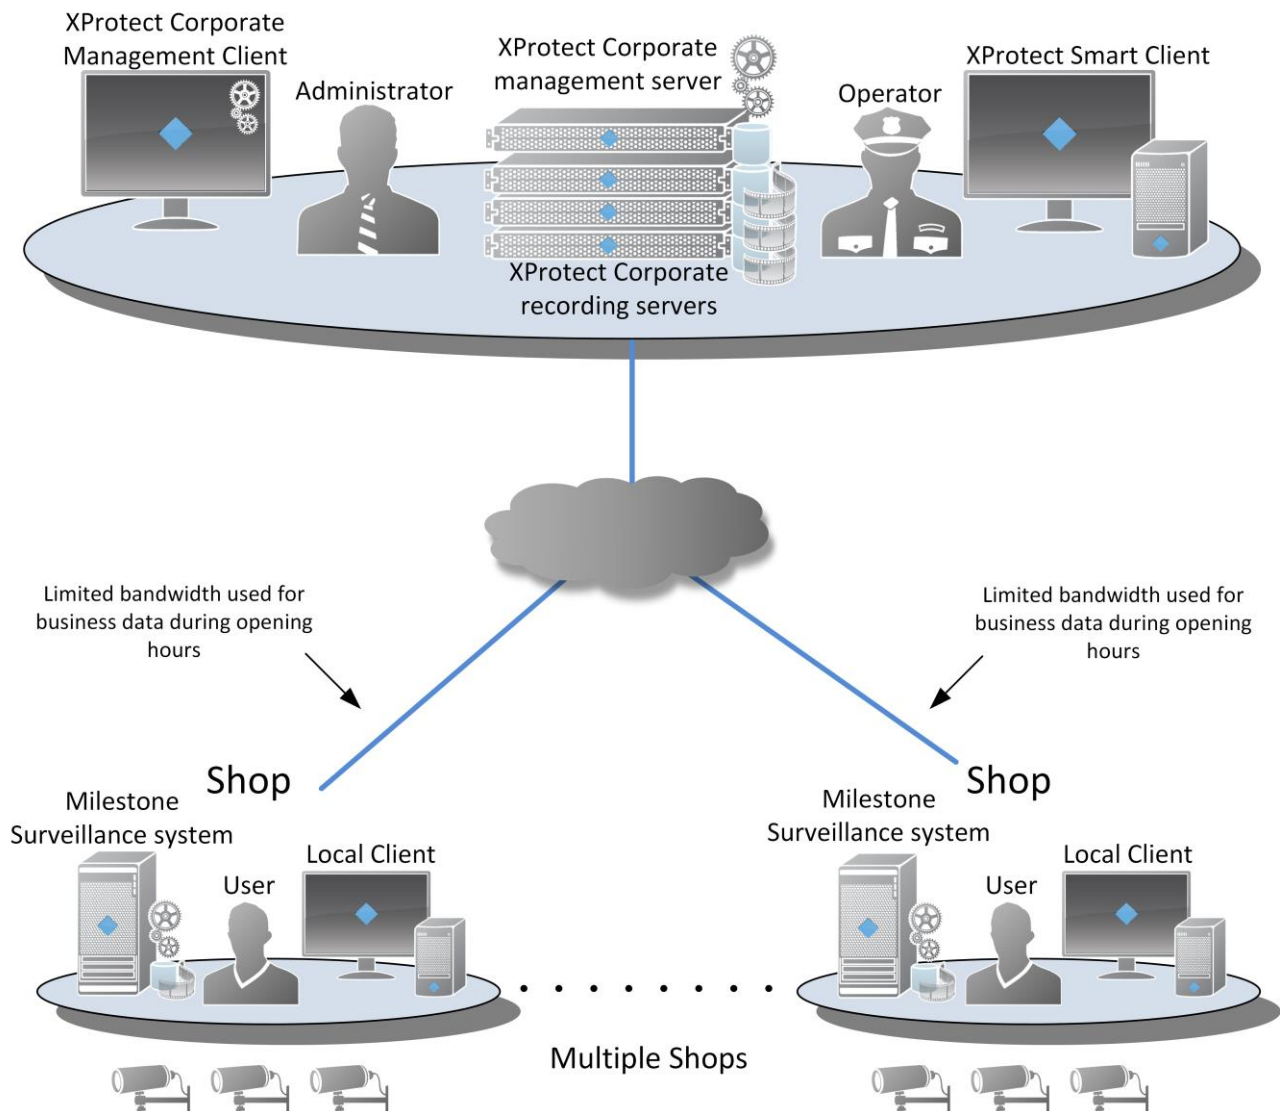 XProtect Corporate
Management Client
Administrator
XProtect Corporate
management server
Operator
XProtect Smart Client
XProtect Corporate
recording servers
Limited bandwidth used for
business data during opening
hours
Limited bandwidth used for
business data during opening
hours
Shop
Milestone
Surveillance system
User
Local Client
Shop
Milestone
Surveillance system
User
Local Client
Multiple Shops